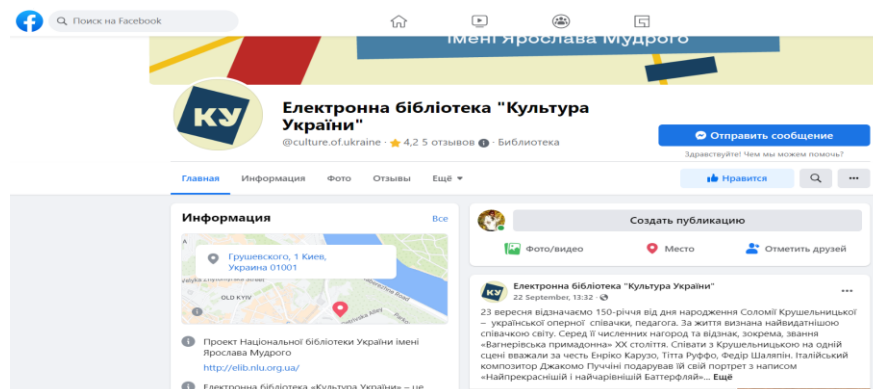 Поиск на Facebook
імені Ярослава Мудрого
КУ
Електронна бібліотека "Культура
України"
@culture.of.ukraine · 4,2 5 отзывов · Библиотека
Отправить сообщение
Здравствуйте! Чем мы можем помочь?
Главная Информация Фото Отзывы Ещё
Нравится
Информация Все
Грушевского, 1 Киев,
Украина 01001
OLD KYIV
Проект Національної бібліотеки України імені
Ярослава Мудрого
http://elib.nlu.org.ua/
Електронна бібліотека «Культура України» – це
Создать публикацию
Фото/видео Место Отметить друзей
КУ
Електронна бібліотека "Культура України"
22 September, 13:32 ·
23 вересня відзначаємо 150-річчя від дня народження Соломії Крушельницької
– української оперної співачки, педагога. За життя визнана найвидатнішою
співачкою світу. Серед її численних нагород та відзнак, зокрема, звання
«Вагнерівська примадонна» XX століття. Співати з Крушельницькою на одній
сцені вважали за честь Енріко Карузо, Тітта Руффо, Федір Шаляпін. Італійський
композитор Джакомо Пуччіні подарував їй свій портрет з написом
«Найпрекраснішій і найчарівнішій Баттерфляй»... Ещё